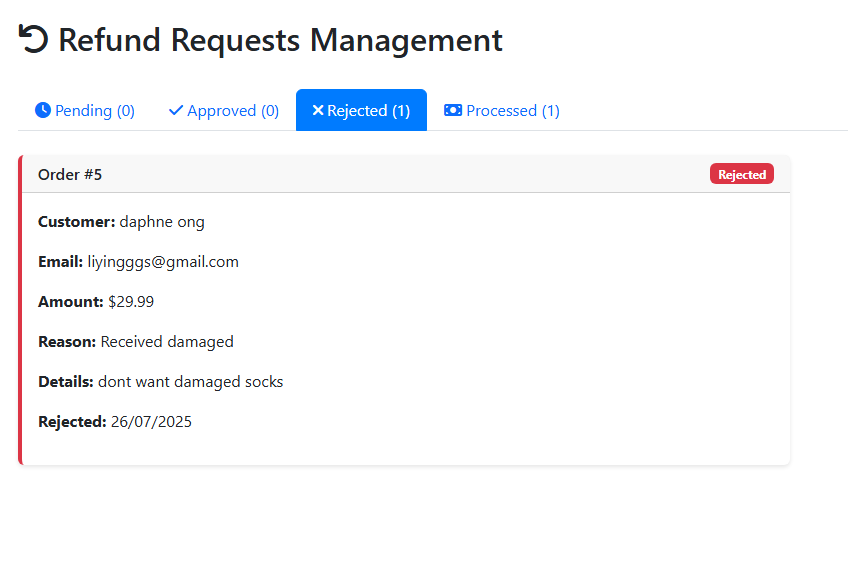 Refund Requests Management
Pending (0) Approved (0) Rejected (1) Processed (1)
Order #5 Rejected
Customer: daphne ong
Email: liyingggs@gmail.com
Amount: $29.99
Reason: Received damaged
Details: dont want damaged socks
Rejected: 26/07/2025